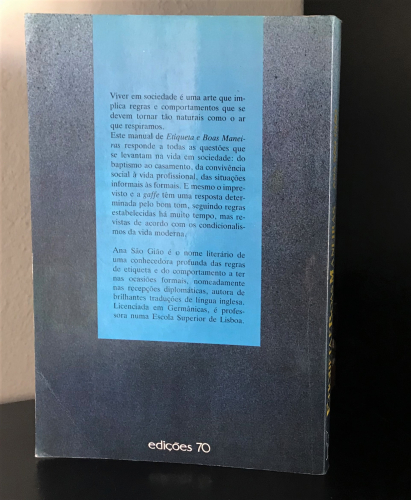 Viver em sociedade é uma arte que im-
plica regras e comportamentos que se
devem tornar tão naturais como o ar
que respiramos.
Este manual de Etiqueta e Boas Manei-
ras responde a todas as questões que
se levantam na vida em sociedade: do
baptismo ao casamento, da convivência
social à vida profissional, das situações
informais às formais. E mesmo o impre-
visto e a gaffe têm uma resposta deter-
minada pelo bom tom, seguindo regras
estabelecidas há muito tempo, mas re-
vistas de acordo com os condicionalis-
mos da vida moderna.
Ana São Gião é o nome literário de
uma conhecedora profunda das regras
de etiqueta e do comportamento a ter
nas ocasiões formais, nomeadamente
nas recepções diplomáticas, autora de
brilhantes traduções de língua inglesa.
Licenciada em Germânicas, é profes-
sora numa Escola Superior de Lisboa.
edições 70